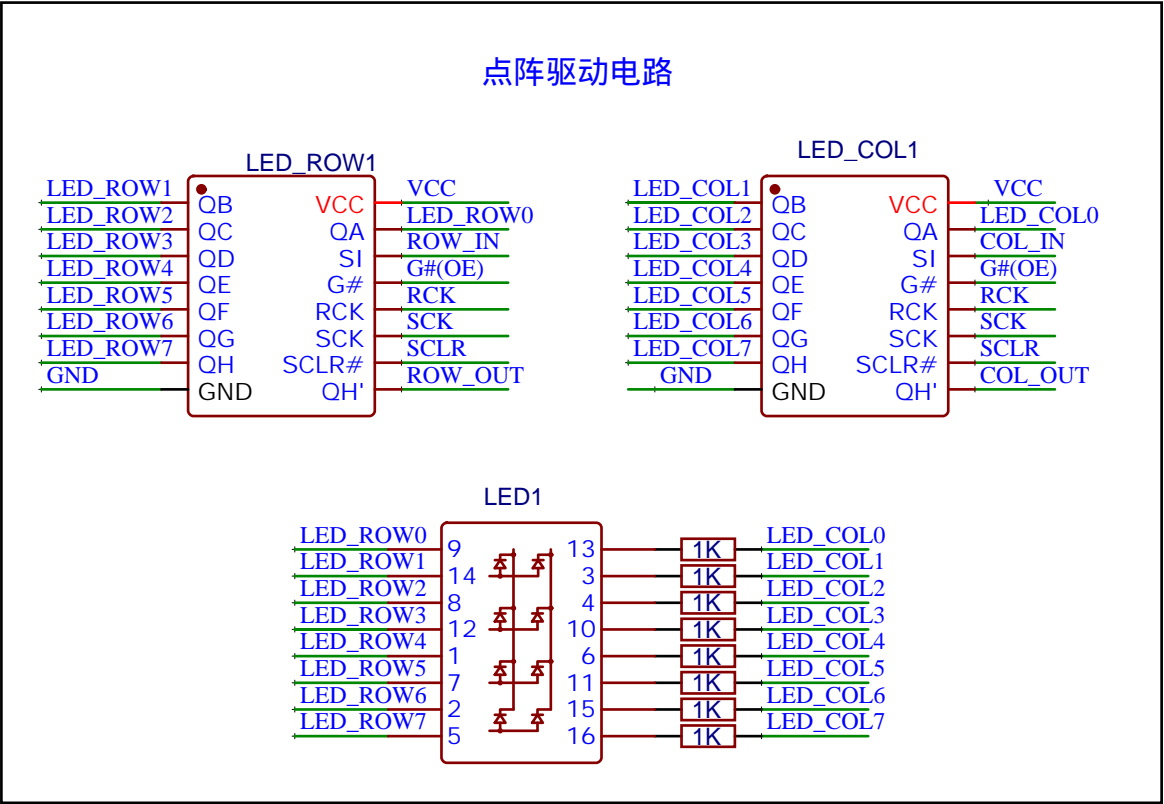 点阵驱动电路
LED_ROW1
LED_ROW1 QB VCC VCC
LED_ROW2 QC QA LED_ROW0
LED_ROW3 QD SI ROW_IN
LED_ROW4 QE G# G#(OE)
LED_ROW5 QF RCK RCK
LED_ROW6 QG SCK SCK
LED_ROW7 QH SCLR# SCLR
GND GND QH' ROW_OUT
LED_COL1
LED_COL1 QB VCC VCC
LED_COL2 QC QA LED_COL0
LED_COL3 QD SI COL_IN
LED_COL4 QE G# G#(OE)
LED_COL5 QF RCK RCK
LED_COL6 QG SCK SCK
LED_COL7 QH SCLR# SCLR
GND GND QH' COL_OUT
LED1
LED_ROW0 9 13 1K LED_COL0
LED_ROW1 14 3 1K LED_COL1
LED_ROW2 8 4 1K LED_COL2
LED_ROW3 12 10 1K LED_COL3
LED_ROW4 1 6 1K LED_COL4
LED_ROW5 7 11 1K LED_COL5
LED_ROW6 2 15 1K LED_COL6
LED_ROW7 5 16 1K LED_COL7